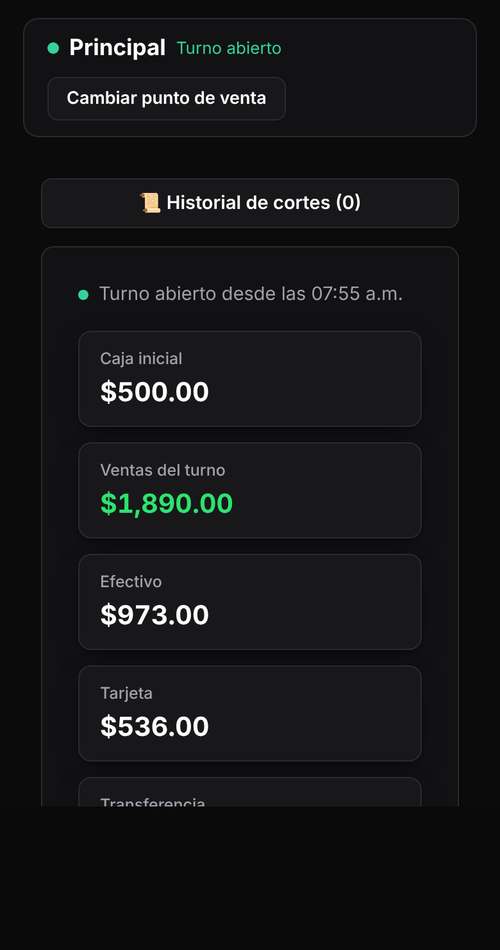 Principal Turno abierto
Cambiar punto de venta
📜 Historial de cortes (0)
Turno abierto desde las 07:55 a.m.
Caja inicial
$500.00
Ventas del turno
$1,890.00
Efectivo
$973.00
Tarjeta
$536.00
Transferencia